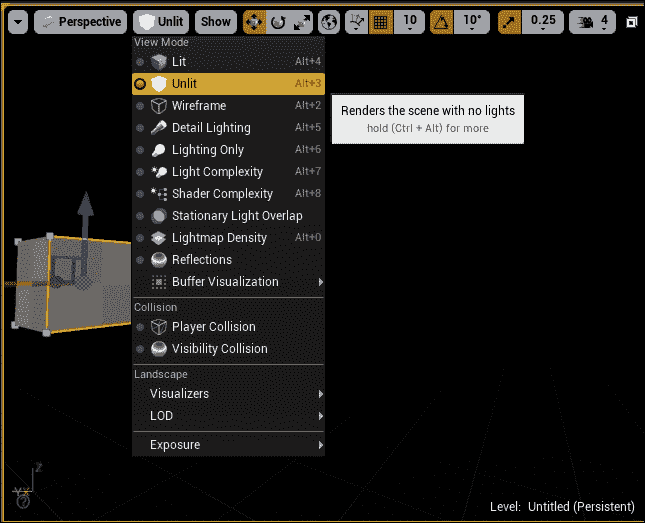 Perspective Unlit Show 10 10° 0.25 4
View Mode
Lit Alt+4
Unlit Alt+3
Wireframe Alt+2
Detail Lighting Alt+5
Lighting Only Alt+6
Light Complexity Alt+7
Shader Complexity Alt+8
Stationary Light Overlap
Lightmap Density Alt+0
Reflections
Buffer Visualization
Collision
Player Collision
Visibility Collision
Landscape
Visualizers
LOD
Exposure
Renders the scene with no lights
hold (Ctrl + Alt) for more
Z
Level: Untitled (Persistent)